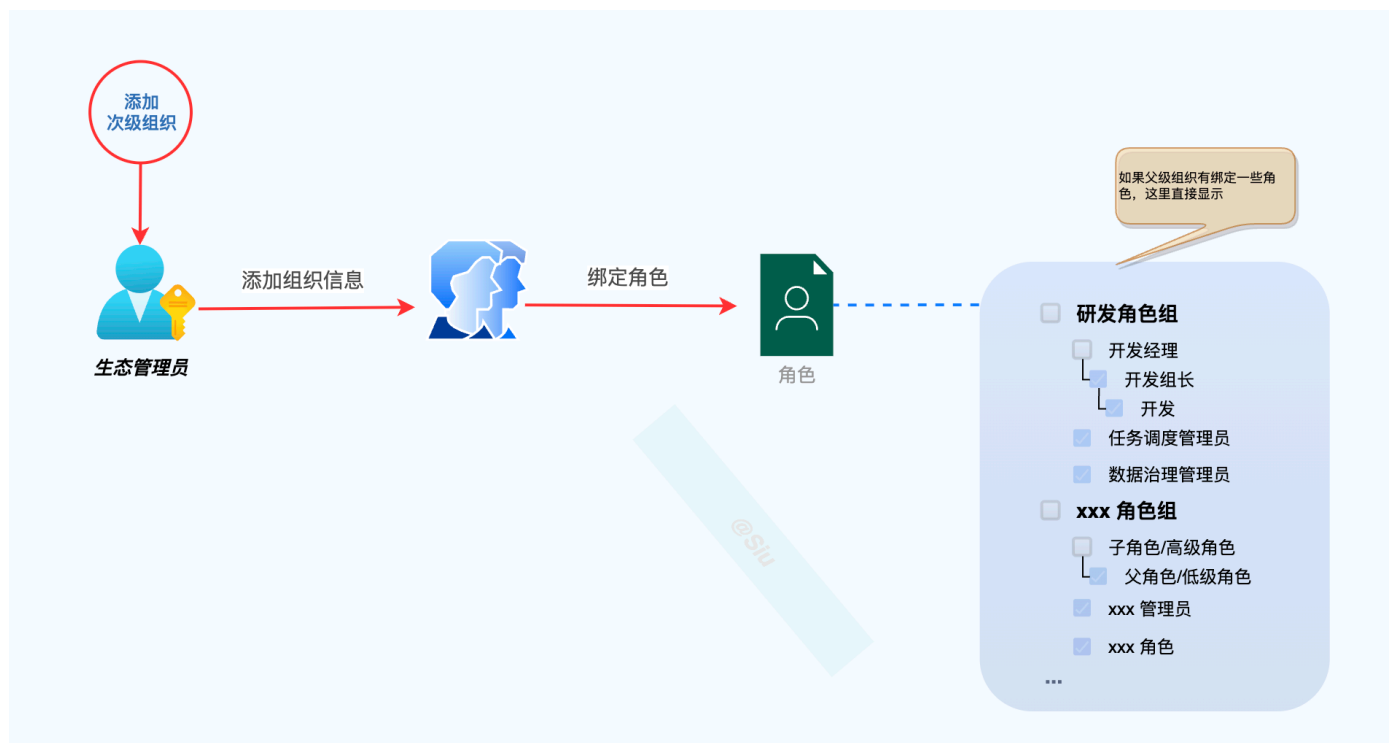 添加
次级组织
如果父级组织有绑定一些角
色，这里直接显示
添加组织信息
绑定角色
生态管理员
角色
研发角色组
开发经理
开发组长
开发
任务调度管理员
数据治理管理员
xxx 角色组
子角色/高级角色
父角色/低级角色
xxx 管理员
xxx 角色
...
@Siu